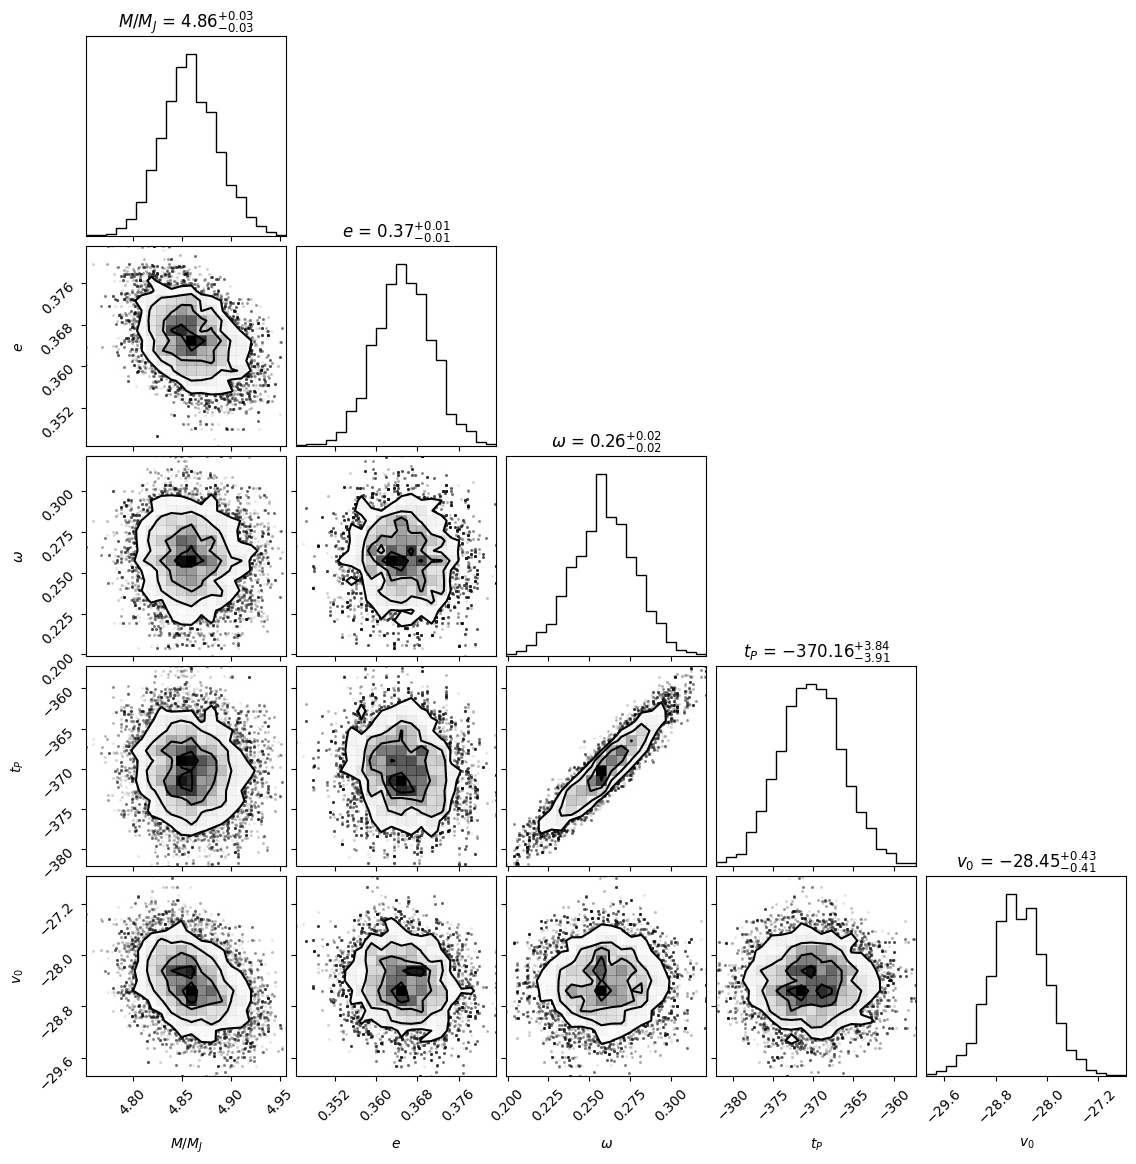 M/M_J = 4.86^{+0.03}_{−0.03}
e = 0.37^{+0.01}_{−0.01}
0.376
0.368
0.360
0.352
e
ω = 0.26^{+0.02}_{−0.02}
0.300
0.275
0.250
0.225
0.200
ω
t_P = −370.16^{+3.84}_{−3.91}
−360
−365
−370
−375
−380
t_P
v_0 = −28.45^{+0.43}_{−0.41}
−27.2
−28.0
−28.8
−29.6
v_0
4.80 4.85 4.90 4.95
0.352 0.360 0.368 0.376
0.200 0.225 0.250 0.275 0.300
−380 −375 −370 −365 −360
−29.6 −28.8 −28.0 −27.2
M/M_J e ω t_P v_0